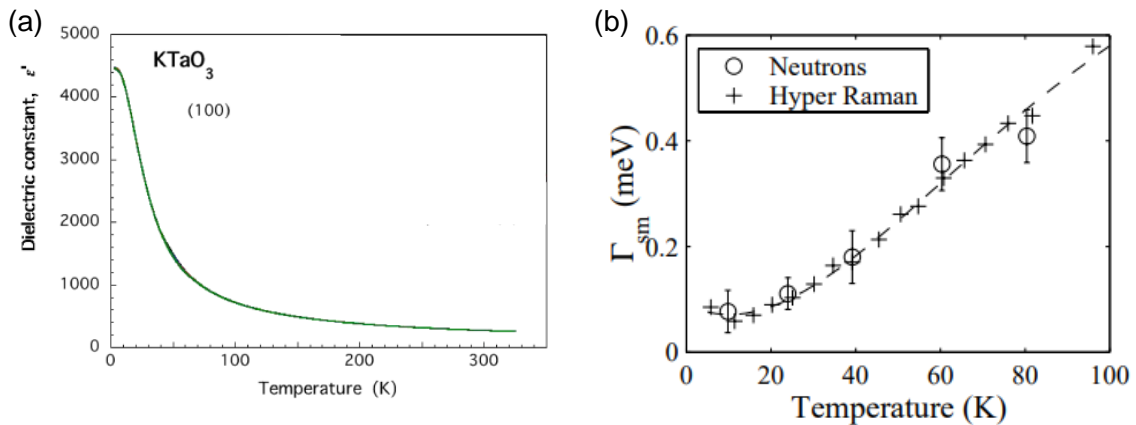 (a)
5000
4000
3000
2000
1000
0
Dielectric constant, ε'
KTaO3
(100)
0
100
200
300
Temperature (K)
(b)
0.6
0.4
0.2
0
Γsm (meV)
Neutrons
Hyper Raman
0
20
40
60
80
100
Temperature (K)